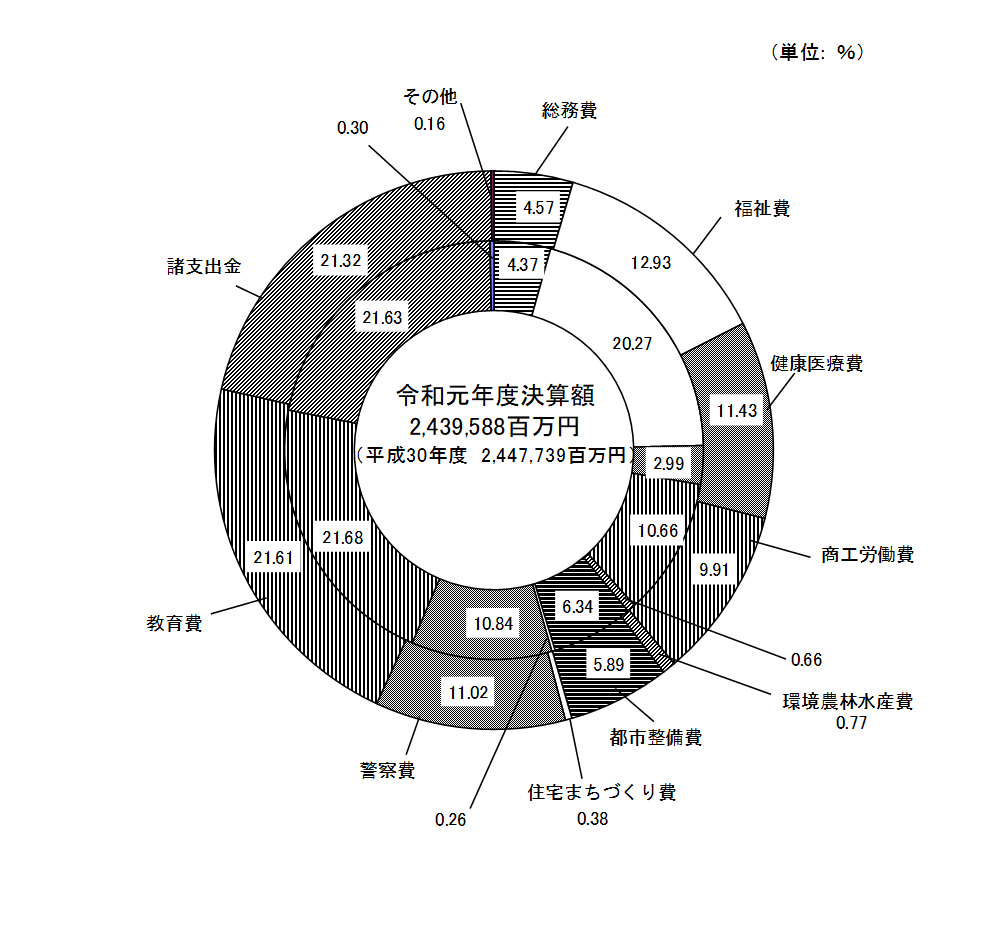 （単位: %）
その他
0.16
0.30
総務費
4.57
福祉費
12.93
4.37
諸支出金
21.32
21.63
20.27
健康医療費
11.43
令和元年度決算額
2,439,588百万円
（平成30年度 2,447,739百万円）
2.99
10.66
商工労働費
9.91
21.68
21.61
教育費
6.34
10.84
5.89
0.66
11.02
環境農林水産費
0.77
都市整備費
警察費
住宅まちづくり費
0.38
0.26